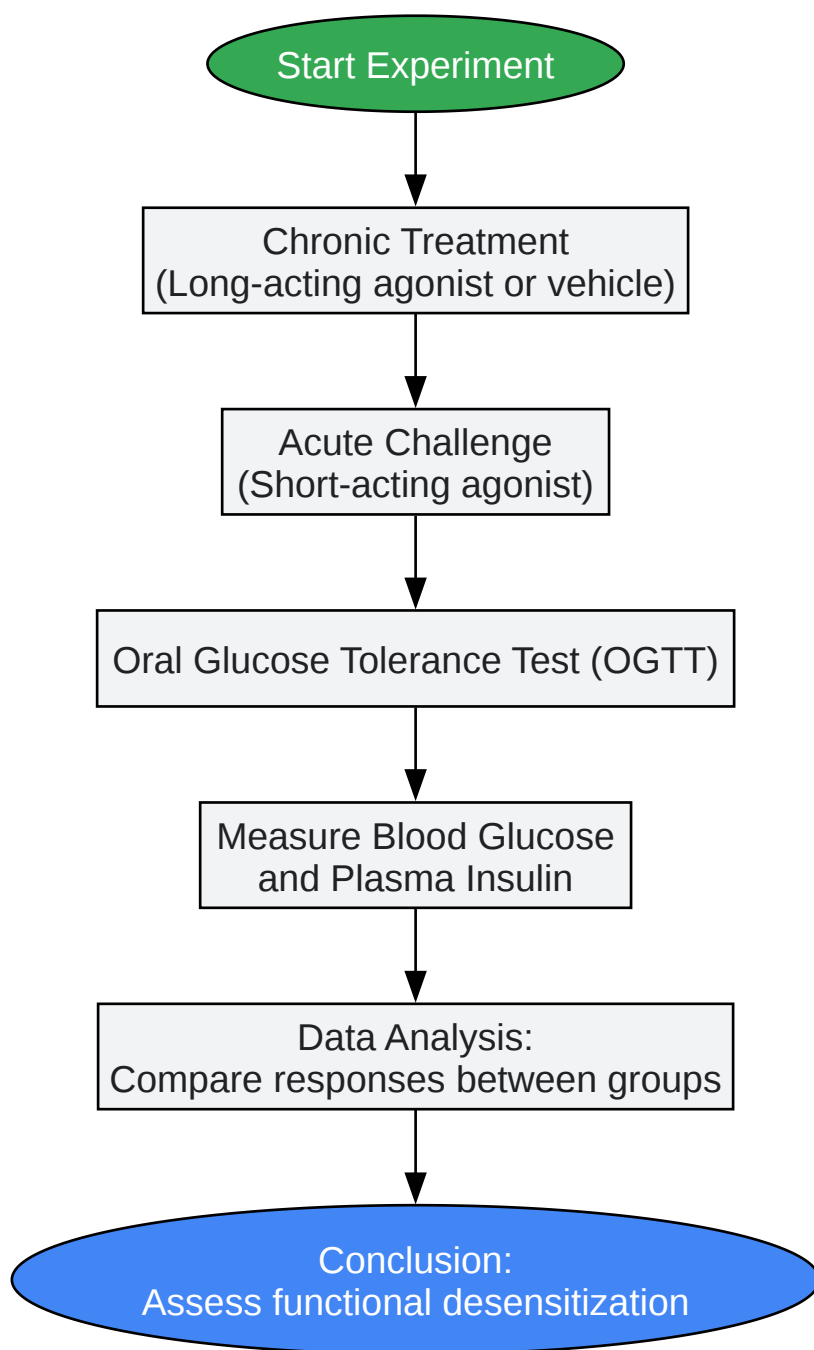 Start Experiment
Chronic Treatment
(Long-acting agonist or vehicle)
Acute Challenge
(Short-acting agonist)
Oral Glucose Tolerance Test (OGTT)
Measure Blood Glucose
and Plasma Insulin
Data Analysis:
Compare responses between groups
Conclusion:
Assess functional desensitization